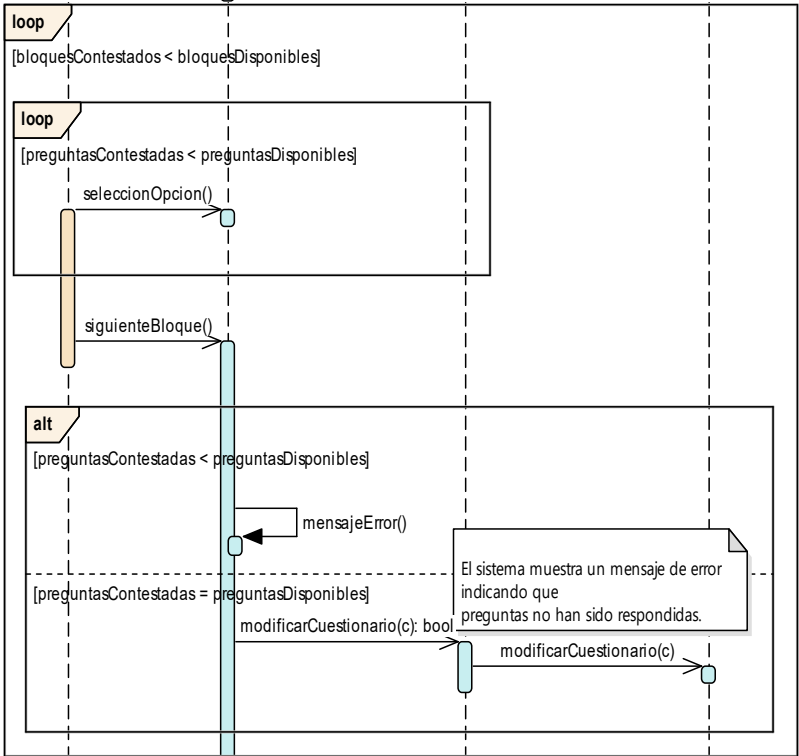 loop
[bloquesContestados < bloquesDisponibles]
loop
[preguntasContestadas < preguntasDisponibles]
seleccionOpcion()
siguienteBloque()
alt
[preguntasContestadas < preguntasDisponibles]
mensajeError()
El sistema muestra un mensaje de error
indicando que
preguntas no han sido respondidas.
[preguntasContestadas = preguntasDisponibles]
modificarCuestionario(c): bool
modificarCuestionario(c)